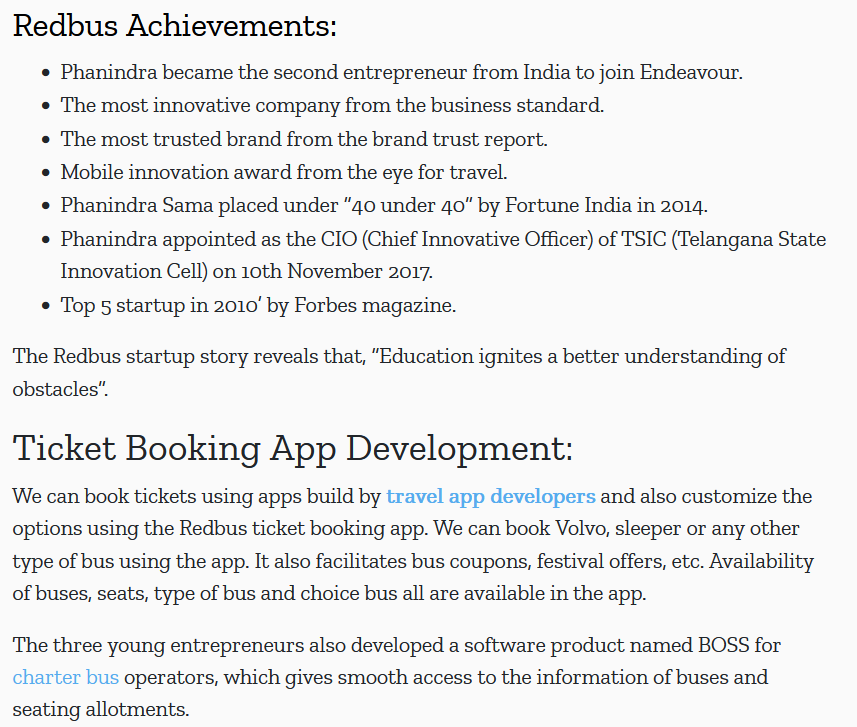 Redbus Achievements:
• Phanindra became the second entrepreneur from India to join Endeavour.
• The most innovative company from the business standard.
• The most trusted brand from the brand trust report.
• Mobile innovation award from the eye for travel.
• Phanindra Sama placed under “40 under 40” by Fortune India in 2014.
• Phanindra appointed as the CIO (Chief Innovative Officer) of TSIC (Telangana State
Innovation Cell) on 10th November 2017.
• Top 5 startup in 2010’ by Forbes magazine.
The Redbus startup story reveals that, “Education ignites a better understanding of
obstacles“.
Ticket Booking App Development:
We can book tickets using apps build by travel app developers and also customize the
options using the Redbus ticket booking app. We can book Volvo, sleeper or any other
type of bus using the app. It also facilitates bus coupons, festival offers, etc. Availability
of buses, seats, type of bus and choice bus all are available in the app.
The three young entrepreneurs also developed a software product named BOSS for
charter bus operators, which gives smooth access to the information of buses and
seating allotments.